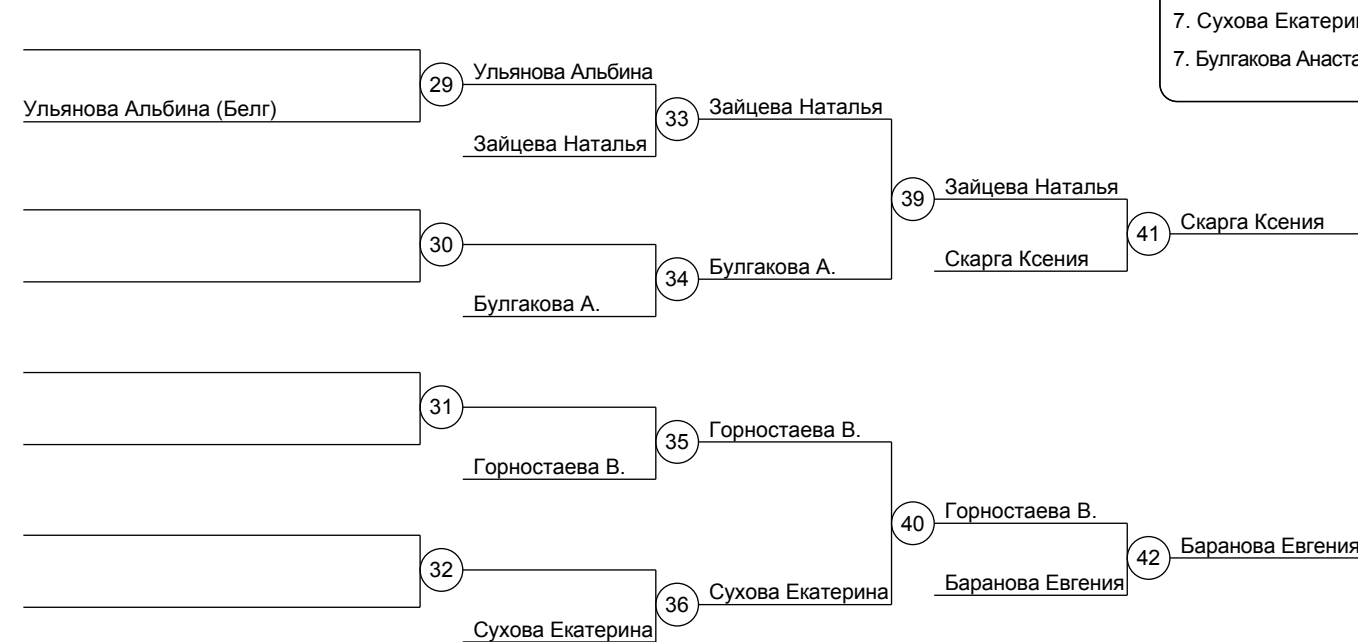 7. Сухова Екатери
7. Булгакова Анаста
Ульянова Альбина
29
Ульянова Альбина (Белг)
Зайцева Наталья
33
Зайцева Наталья
39
Зайцева Наталья
41
Скарга Ксения
30
Булгакова А.
34
Булгакова А.
Скарга Ксения
31
Горностаева В.
35
Горностаева В.
40
Горностаева В.
42
Баранова Евгения
32
Сухова Екатерина
36
Сухова Екатерина
Баранова Евгения